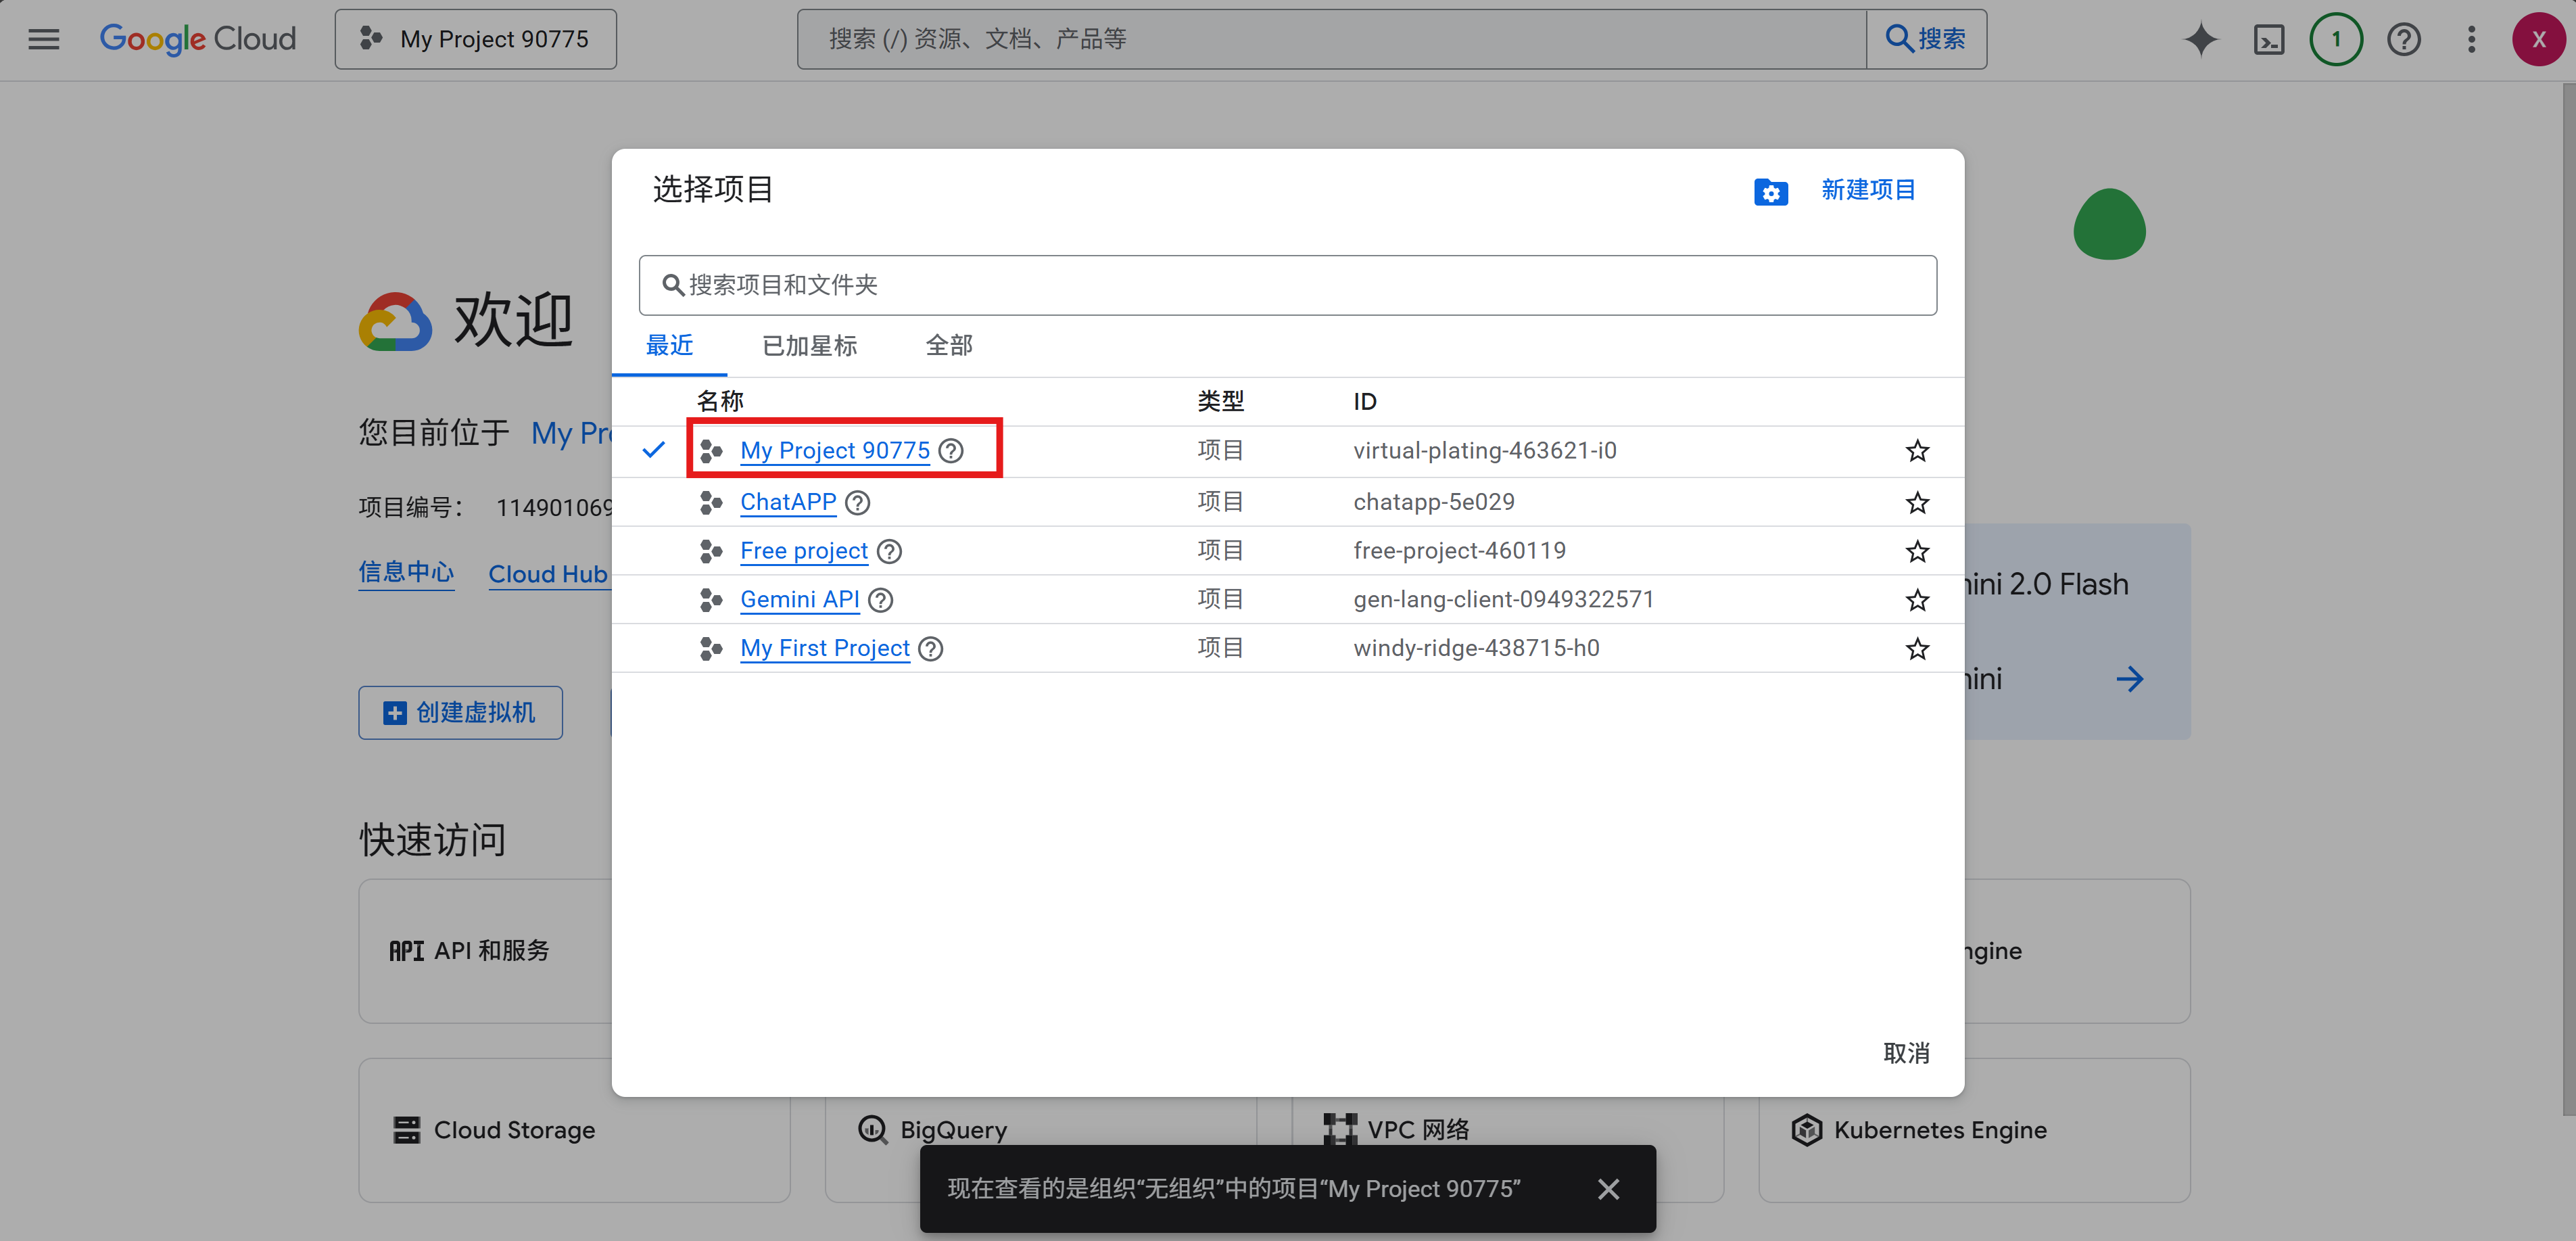 Google Cloud
My Project 90775
搜索 (/) 资源、文档、产品等
搜索
1
X
选择项目
新建项目
搜索项目和文件夹
最近 已加星标 全部
名称 类型 ID
My Project 90775 项目 virtual-plating-463621-i0
ChatAPP 项目 chatapp-5e029
Free project 项目 free-project-460119
Gemini API 项目 gen-lang-client-0949322571
My First Project 项目 windy-ridge-438715-h0
取消
欢迎
您目前位于 My Pro
项目编号： 114901069
信息中心 Cloud Hub
ini 2.0 Flash
ini
创建虚拟机
快速访问
API API 和服务
ngine
Cloud Storage
BigQuery
VPC 网络
Kubernetes Engine
现在查看的是组织“无组织”中的项目“My Project 90775”